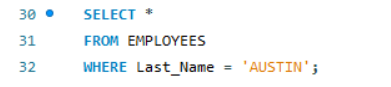 30 SELECT *
31 FROM EMPLOYEES
32 WHERE Last_Name = 'AUSTIN';